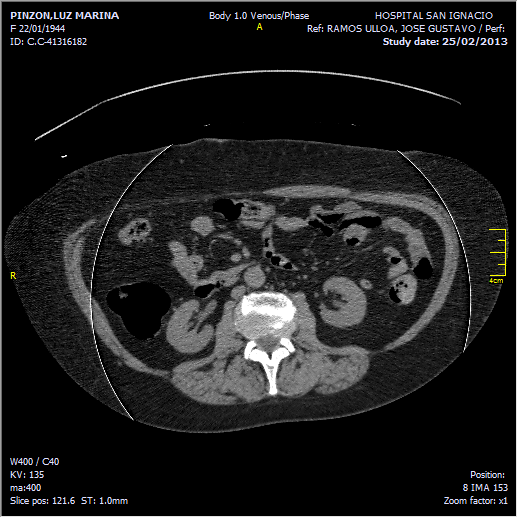 PINZON,LUZ MARINA
F 22/01/1944
ID: C.C-41316182
Body 1.0 Venous/Phase
A
HOSPITAL SAN IGNACIO
Ref: RAMOS ULLOA, JOSE GUSTAVO / Perf:
Study date: 25/02/2013
R
4cm
W400 / C40
KV: 135
ma:400
Slice pos: 121.6 ST: 1.0mm
Position:
8 IMA 153
Zoom factor: x1